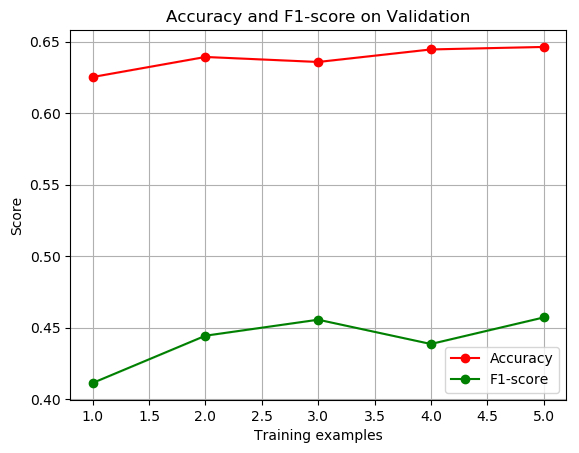 Accuracy and F1-score on Validation
0.65
0.60
0.55
0.50
0.45
0.40
Score
Accuracy
F1-score
1.0 1.5 2.0 2.5 3.0 3.5 4.0 4.5 5.0
Training examples